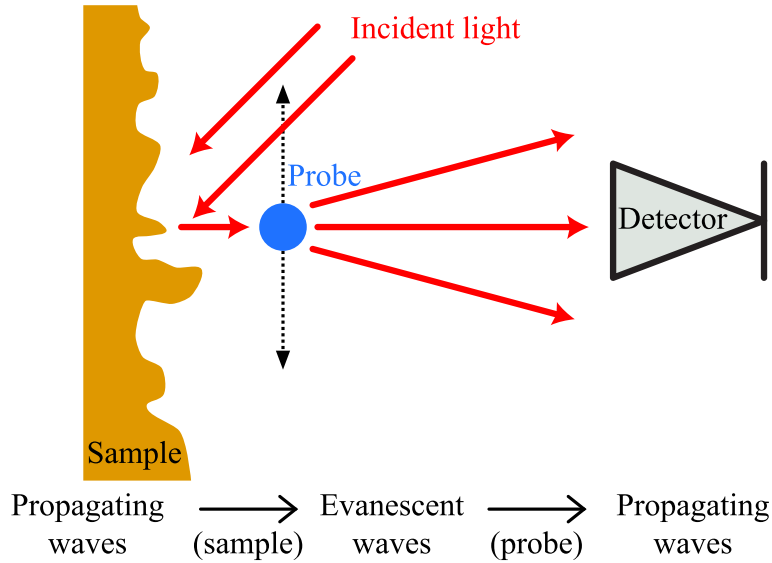 Incident light
Probe
Detector
Sample
Propagating waves
(sample)
Evanescent waves
(probe)
Propagating waves